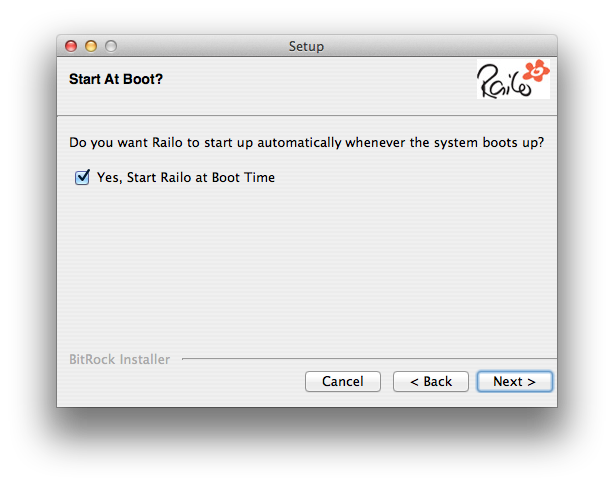 Setup
Start At Boot?
Railo
Do you want Railo to start up automatically whenever the system boots up?
Yes, Start Railo at Boot Time
BitRock Installer
Cancel
< Back
Next >